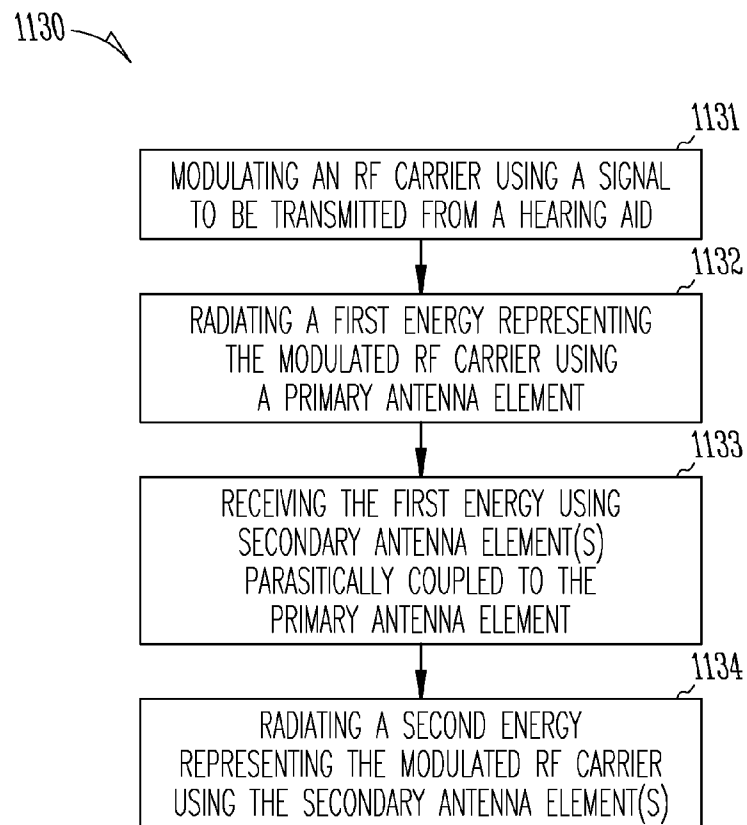 1130
1131
MODULATING AN RF CARRIER USING A SIGNAL
TO BE TRANSMITTED FROM A HEARING AID
1132
RADIATING A FIRST ENERGY REPRESENTING
THE MODULATED RF CARRIER USING
A PRIMARY ANTENNA ELEMENT
1133
RECEIVING THE FIRST ENERGY USING
SECONDARY ANTENNA ELEMENT(S)
PARASITICALLY COUPLED TO THE
PRIMARY ANTENNA ELEMENT
1134
RADIATING A SECOND ENERGY
REPRESENTING THE MODULATED RF CARRIER
USING THE SECONDARY ANTENNA ELEMENT(S)